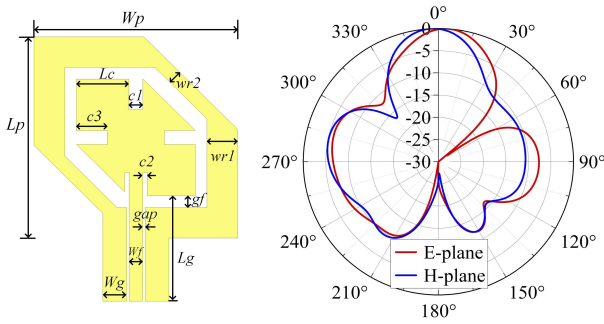 Wp
Lc
c1
wr2
c3
Lp
wr1
c2
gf
gap
Wf
Lg
Wg
0°
330°
30°
300°
60°
270°
90°
240°
120°
210°
150°
180°
0
-5
-10
-15
-20
-25
-30
E-plane
H-plane